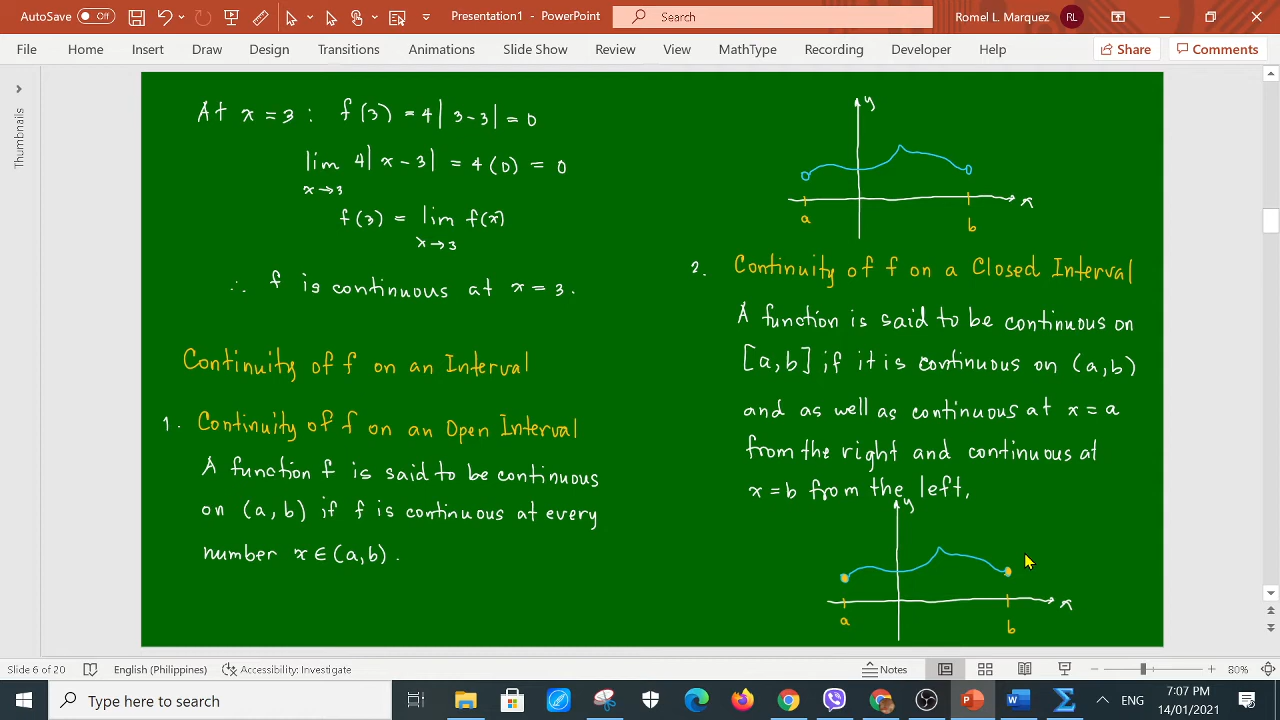 AutoSave Off
Presentation1 - PowerPoint
Search
Romel L. Marquez RL
File Home Insert Draw Design Transitions Animations Slide Show Review View MathType Recording Developer Help Share Comments
Thumbnails
At x = 3 : f(3) = 4|3-3| = 0
lim 4|x-3| = 4(0) = 0
x→3
f(3) = lim f(x)
x→3
∴ f is continuous at x = 3.
Continuity of f on an Interval
1. Continuity of f on an Open Interval
A function f is said to be continuous
on (a,b) if f is continuous at every
number x∈(a,b).
y
x
a
b
2. Continuity of f on a Closed Interval
A function is said to be continuous on
[a,b] if it is continuous on (a,b)
and as well as continuous at x = a
from the right and continuous at
x = b from the left.
y
x
a
b
Slide 6 of 20 English (Philippines) Accessibility: Investigate Notes 80%
Type here to search
ENG
7:07 PM
14/01/2021